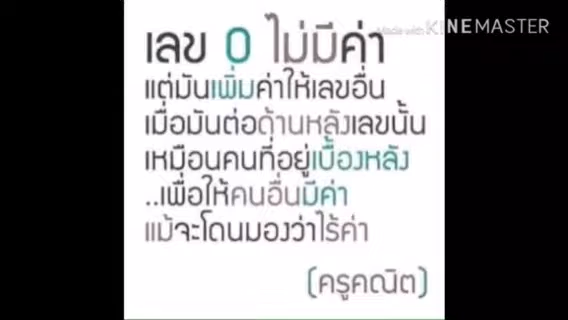 Made with KINEMASTER
เลข 0 ไม่มีค่า
แต่มันเพิ่มค่าให้เลขอื่น
เมื่อมันต่อด้านหลังเลขนั้น
เหมือนคนที่อยู่เบื้องหลัง
..เพื่อให้คนอื่นมีค่า
แม้จะโดนมองว่าไร้ค่า
(ครูคณิต)